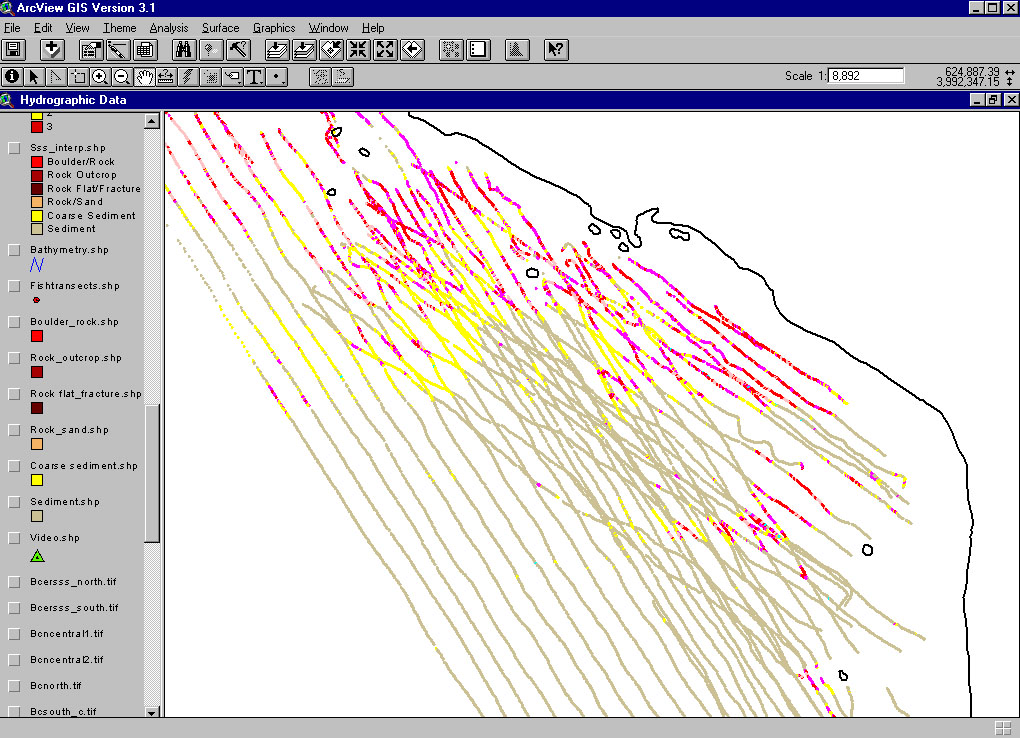 ArcView GIS Version 3.1
File Edit View Theme Analysis Surface Graphics Window Help
Scale 1: 8,892
624,887.39
3,992,347.15
Hydrographic Data
2
3
Sss_interp.shp
Boulder/Rock
Rock Outcrop
Rock Flat/Fracture
Rock/Sand
Coarse Sediment
Sediment
Bathymetry.shp
Fishtransects.shp
Boulder_rock.shp
Rock_outcrop.shp
Rock flat_fracture.shp
Rock_sand.shp
Coarse sediment.shp
Sediment.shp
Video.shp
Bcersss_north.tif
Bcersss_south.tif
Bcncentral1.tif
Bcncentral2.tif
Bcnorth.tif
Bcsouth_c.tif